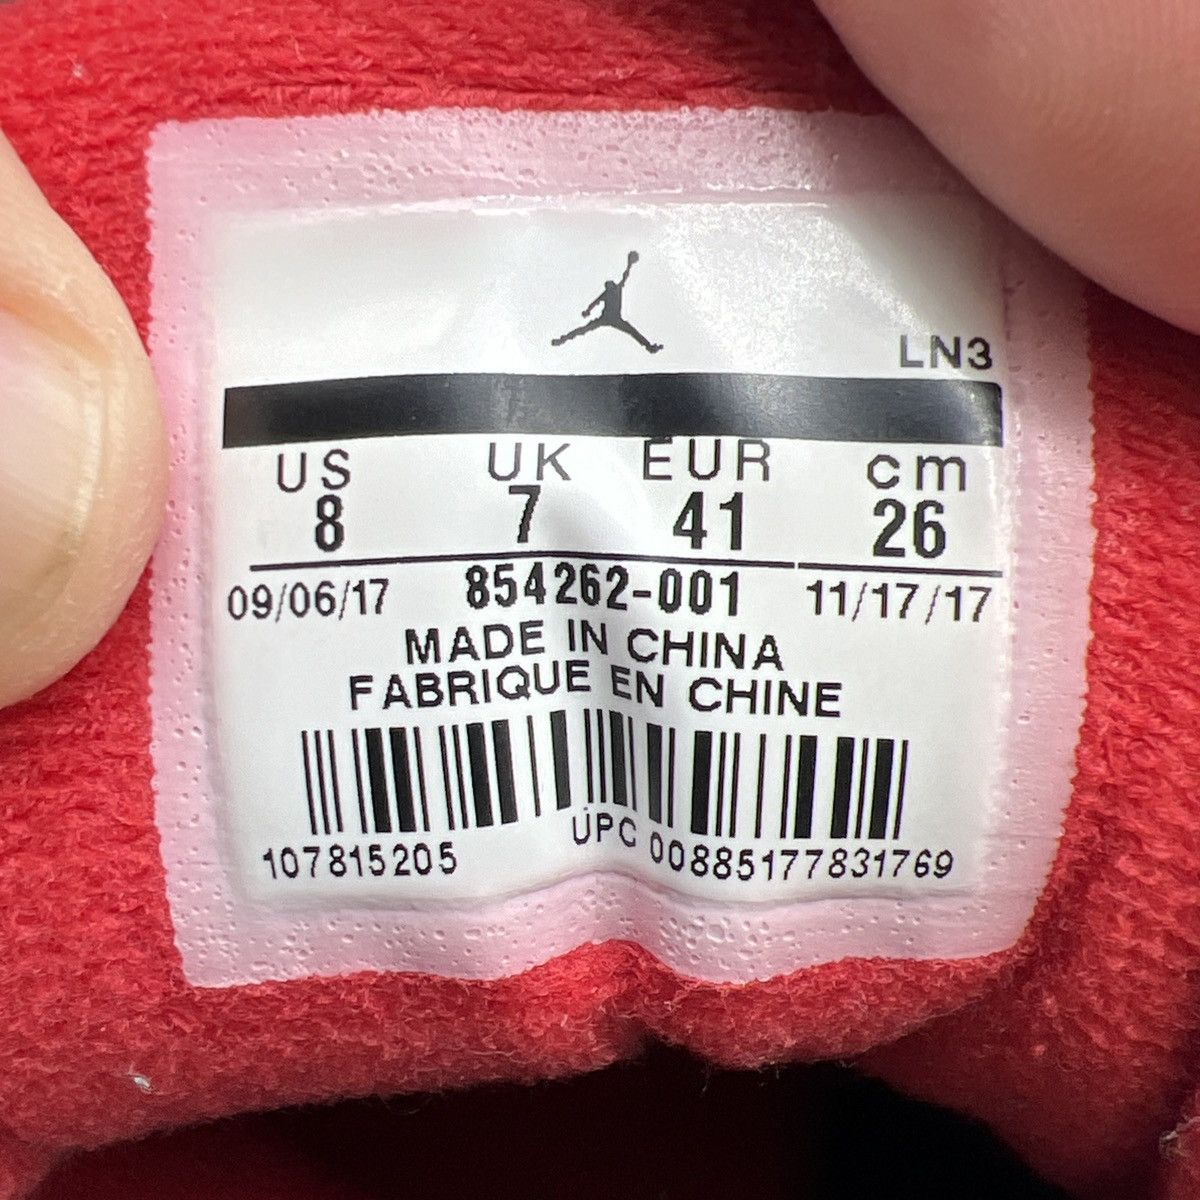 LN3
US UK EUR cm
8 7 41 26
09/06/17 854262-001 11/17/17
MADE IN CHINA
FABRIQUE EN CHINE
107815205 UPC 00885177831769